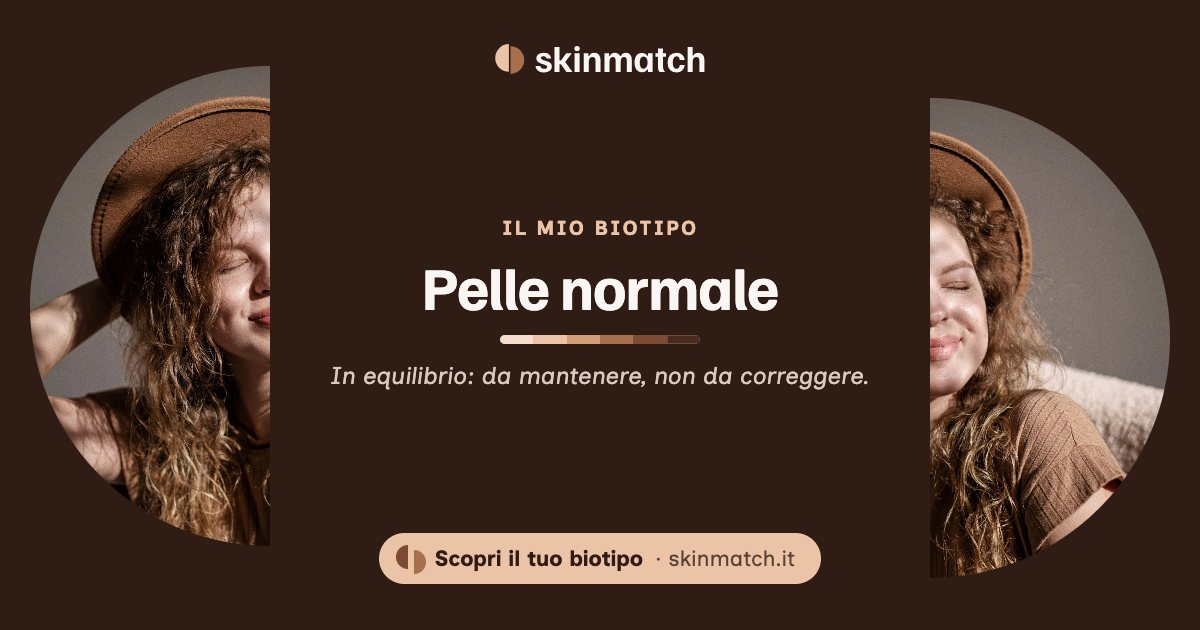 skinmatch
IL MIO BIOTIPO
Pelle normale
In equilibrio: da mantenere, non da correggere.
Scopri il tuo biotipo · skinmatch.it